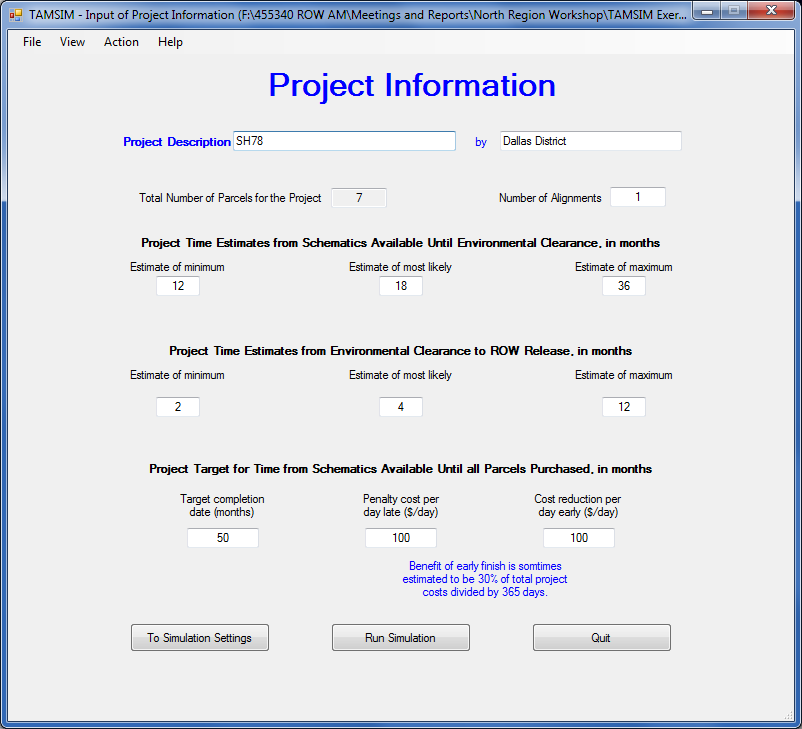 TAMSIM - Input of Project Information (F:\455340 ROW AM\Meetings and Reports\North Region Workshop\TAMSIM Exer...
File View Action Help
Project Information
Project Description SH78 by Dallas District
Total Number of Parcels for the Project 7 Number of Alignments 1
Project Time Estimates from Schematics Available Until Environmental Clearance, in months
Estimate of minimum Estimate of most likely Estimate of maximum
12 18 36
Project Time Estimates from Environmental Clearance to ROW Release, in months
Estimate of minimum Estimate of most likely Estimate of maximum
2 4 12
Project Target for Time from Schematics Available Until all Parcels Purchased, in months
Target completion Penalty cost per Cost reduction per
date (months) day late ($/day) day early ($/day)
50 100 100
Benefit of early finish is somtimes
estimated to be 30% of total project
costs divided by 365 days.
To Simulation Settings Run Simulation Quit